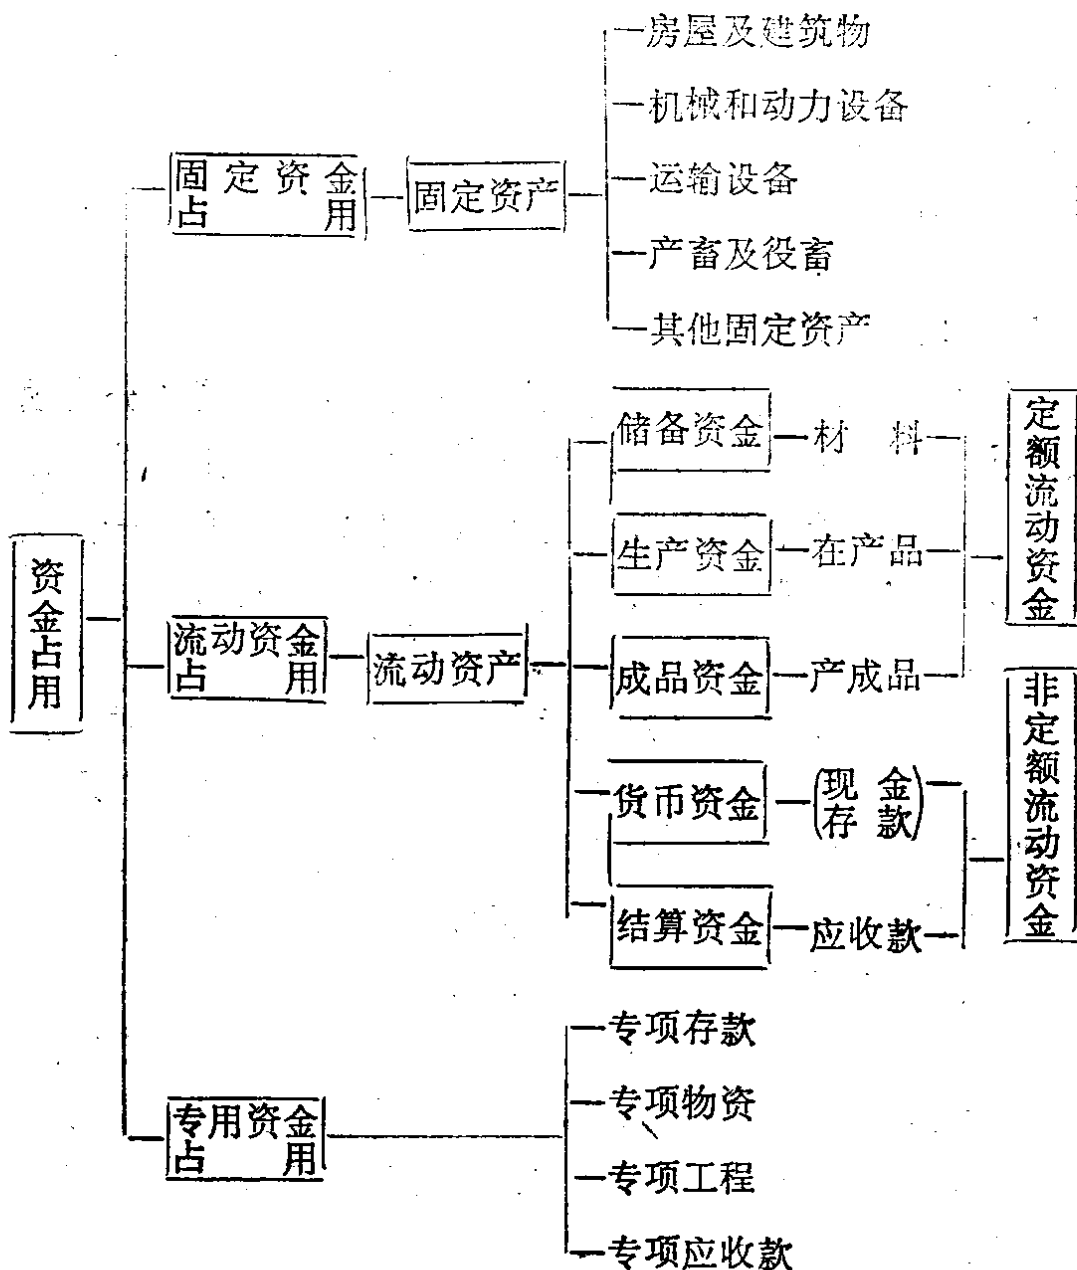 房屋及建筑物
机械和动力设备
固定资金
占用
固定资产
运输设备
产畜及役畜
其他固定资产
资金占用
流动资金
占用
流动资产
储备资金
材料
生产资金
在产品
成品资金
产成品
定额流动资金
货币资金
现金
存款
结算资金
应收款
非定额流动资金
专用资金
占用
专项存款
专项物资
专项工程
专项应收款